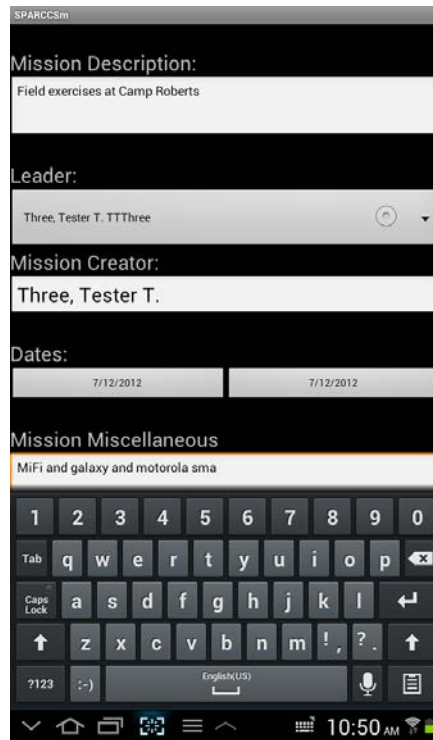 SPARCCSm
Mission Description:
Field exercises at Camp Roberts
Leader:
Three, Tester T. TTThree
Mission Creator:
Three, Tester T.
Dates:
7/12/2012 7/12/2012
Mission Miscellaneous
MiFi and galaxy and motorola sma
1 2 3 4 5 6 7 8 9 0
Tab q w e r t y u i o p
Caps Lock a s d f g h j k l
z x c v b n m ! , ? .
?123 :-) English(US)
10:50 AM